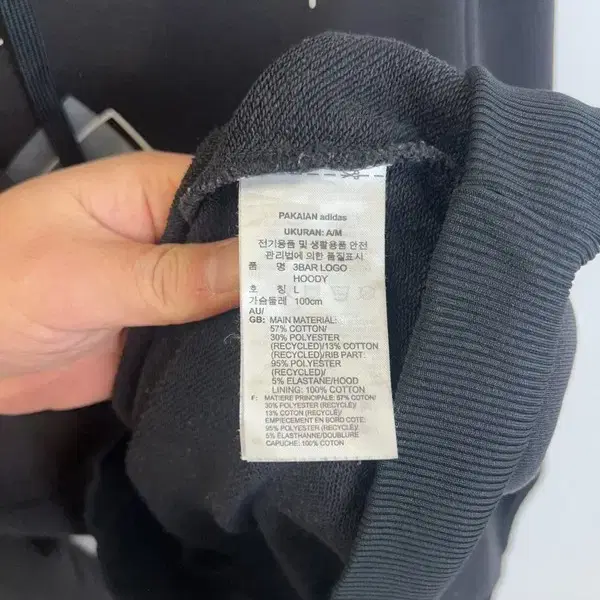 PAKAIAN adidas
UKURAN: A/M
전기용품 및 생활용품 안전
관리법에 의한 품질표시
품 명 3BAR LOGO
HOODY
호 칭 L
가슴둘레 100cm
AU/
GB: MAIN MATERIAL:
57% COTTON/
30% POLYESTER
(RECYCLED)/13% COTTON
(RECYCLED)/RIB PART:
95% POLYESTER
(RECYCLED)/
5% ELASTANE/HOOD
LINING: 100% COTTON
F: MATIERE PRINCIPALE: 57% COTON/
30% POLYESTER (RECYCLE)/
13% COTON (RECYCLE)/
EMPIECEMENT EN BORD COTE:
95% POLYESTER (RECYCLE)/
5% ELASTHANNE/DOUBLURE
CAPUCHE: 100% COTON